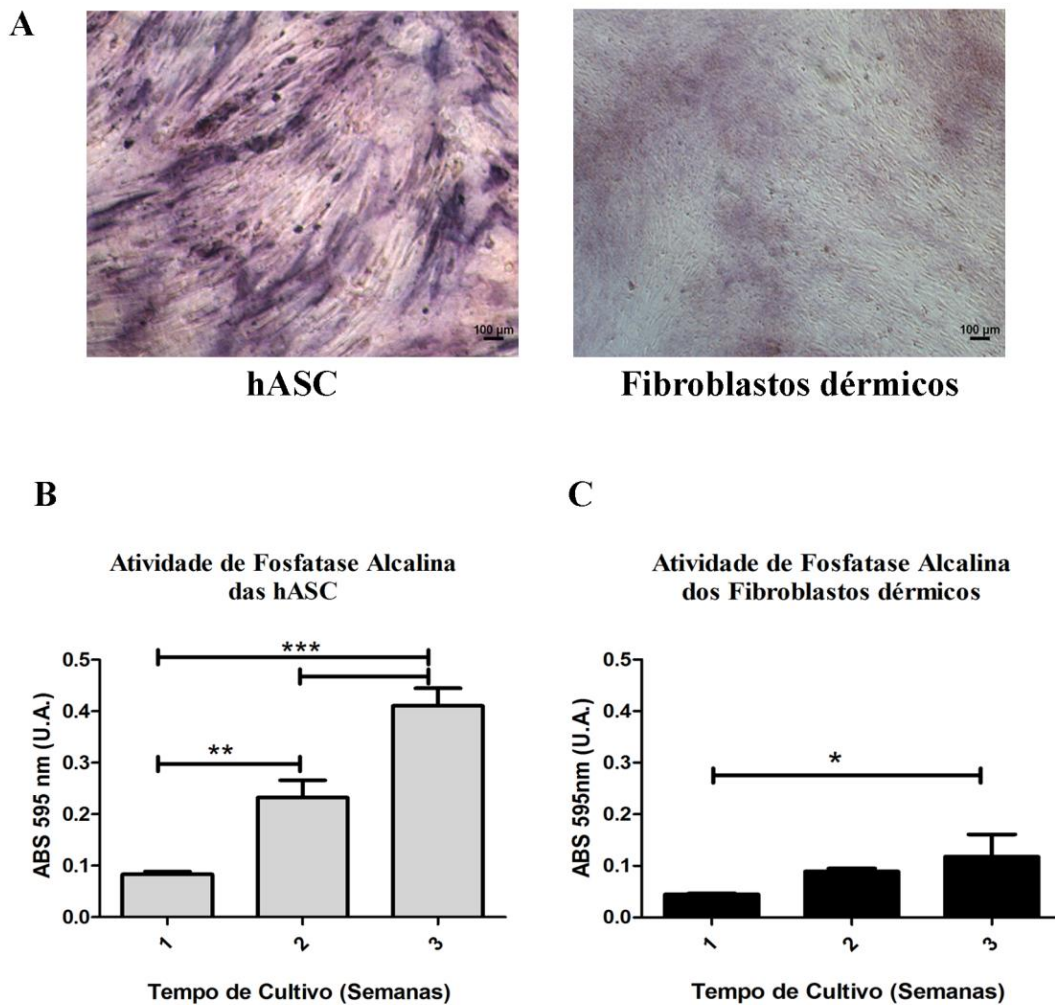 A
100 µm
100 µm
hASC
Fibroblastos dérmicos
B
Atividade de Fosfatase Alcalina
das hASC
ABS 595 nm (U.A.)
0.5
0.4
0.3
0.2
0.1
0.0
***
**
1
2
3
Tempo de Cultivo (Semanas)
C
Atividade de Fosfatase Alcalina
dos Fibroblastos dérmicos
ABS 595nm (U.A.)
0.5
0.4
0.3
0.2
0.1
0.0
*
1
2
3
Tempo de Cultivo (Semanas)